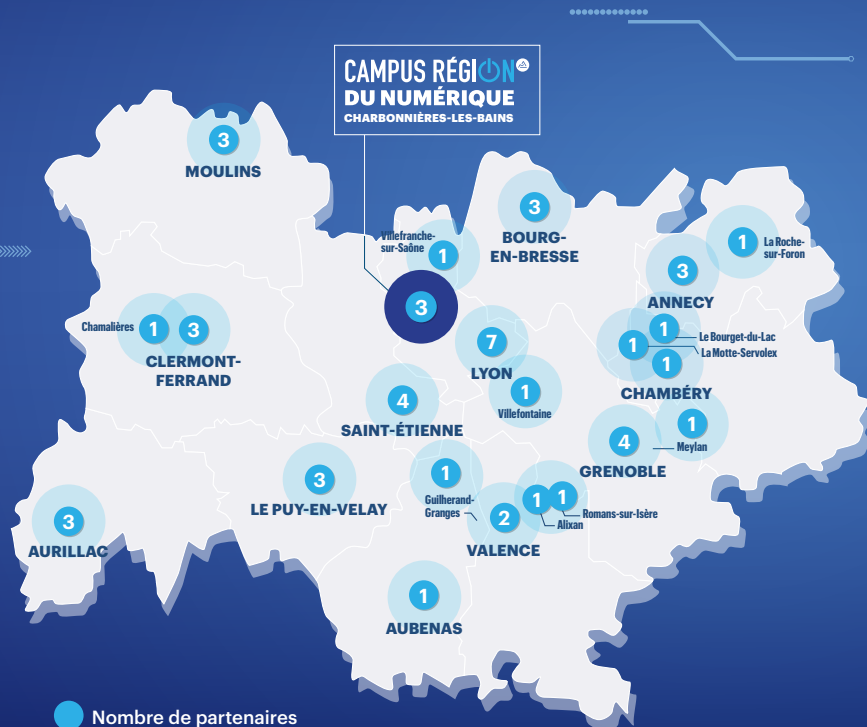 CAMPUS RÉGION
DU NUMÉRIQUE
CHARBONNIÈRES-LES-BAINS
3
MOULINS
3
BOURG-
EN-BRESSE
Villefranche-
sur-Saône
1
3
1
La Roche-
sur-Foron
3
ANNECY
Chamalières
1
3
CLERMONT-
FERRAND
7
LYON
1
Le Bourget-du-Lac
1
La Motte-Servolex
1
CHAMBÉRY
1
Villefontaine
4
SAINT-ÉTIENNE
4
GRENOBLE
1
Meylan
3
LE PUY-EN-VELAY
1
Guilherand-
Granges
2
VALENCE
1
Alixan
1
Romans-sur-Isère
3
AURILLAC
1
AUBENAS
Nombre de partenaires